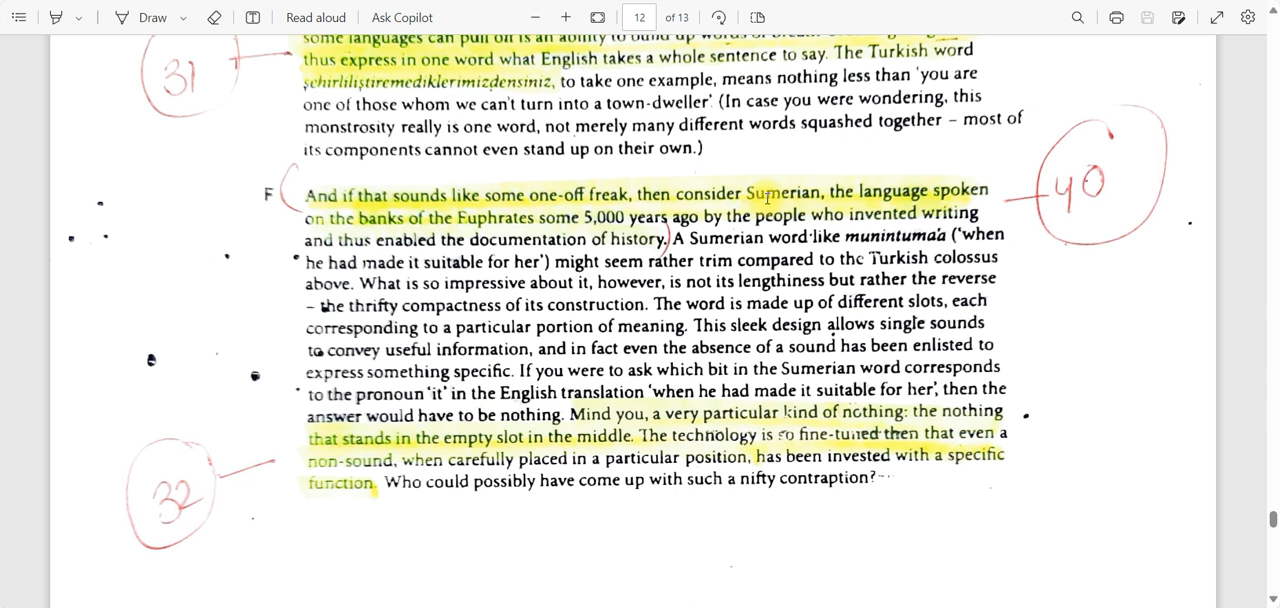 Draw
Read aloud
Ask Copilot
12 of 13
thus express in one word what English takes a whole sentence to say. The Turkish word
şehirlileştiremediklerimizdensiniz, to take one example, means nothing less than 'you are
one of those whom we can't turn into a town-dweller'. (In case you were wondering, this
monstrosity really is one word, not merely many different words squashed together – most of
its components cannot even stand up on their own.)
31
F And if that sounds like some one-off freak, then consider Sumerian, the language spoken
on the banks of the Euphrates some 5,000 years ago by the people who invented writing
and thus enabled the documentation of history. A Sumerian word like munintuma'a ('when
he had made it suitable for her') might seem rather trim compared to the Turkish colossus
above. What is so impressive about it, however, is not its lengthiness but rather the reverse
– the thrifty compactness of its construction. The word is made up of different slots, each
corresponding to a particular portion of meaning. This sleek design allows single sounds
to convey useful information, and in fact even the absence of a sound has been enlisted to
express something specific. If you were to ask which bit in the Sumerian word corresponds
to the pronoun 'it' in the English translation 'when he had made it suitable for her', then the
answer would have to be nothing. Mind you, a very particular kind of nothing: the nothing
that stands in the empty slot in the middle. The technology is so fine-tuned then that even a
non-sound, when carefully placed in a particular position, has been invested with a specific
function. Who could possibly have come up with such a nifty contraption?
40
32